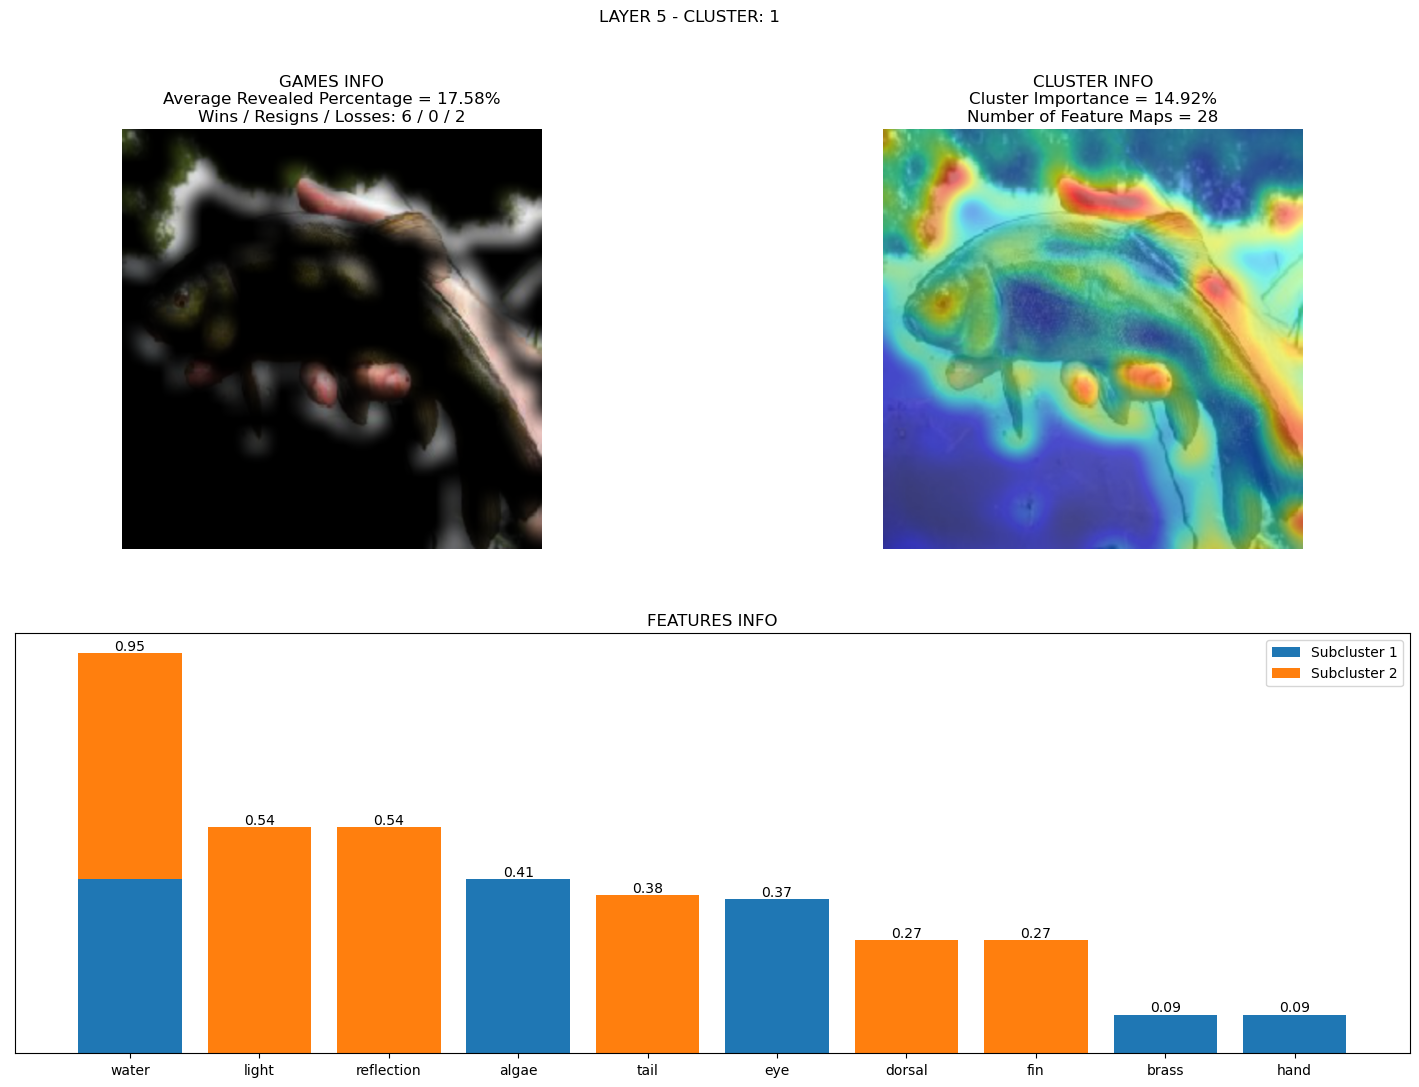 LAYER 5 - CLUSTER: 1
GAMES INFO
Average Revealed Percentage = 17.58%
Wins / Resigns / Losses: 6 / 0 / 2
CLUSTER INFO
Cluster Importance = 14.92%
Number of Feature Maps = 28
FEATURES INFO
Subcluster 1
Subcluster 2
0.95
0.54
0.54
0.41
0.38
0.37
0.27
0.27
0.09
0.09
water
light
reflection
algae
tail
eye
dorsal
fin
brass
hand